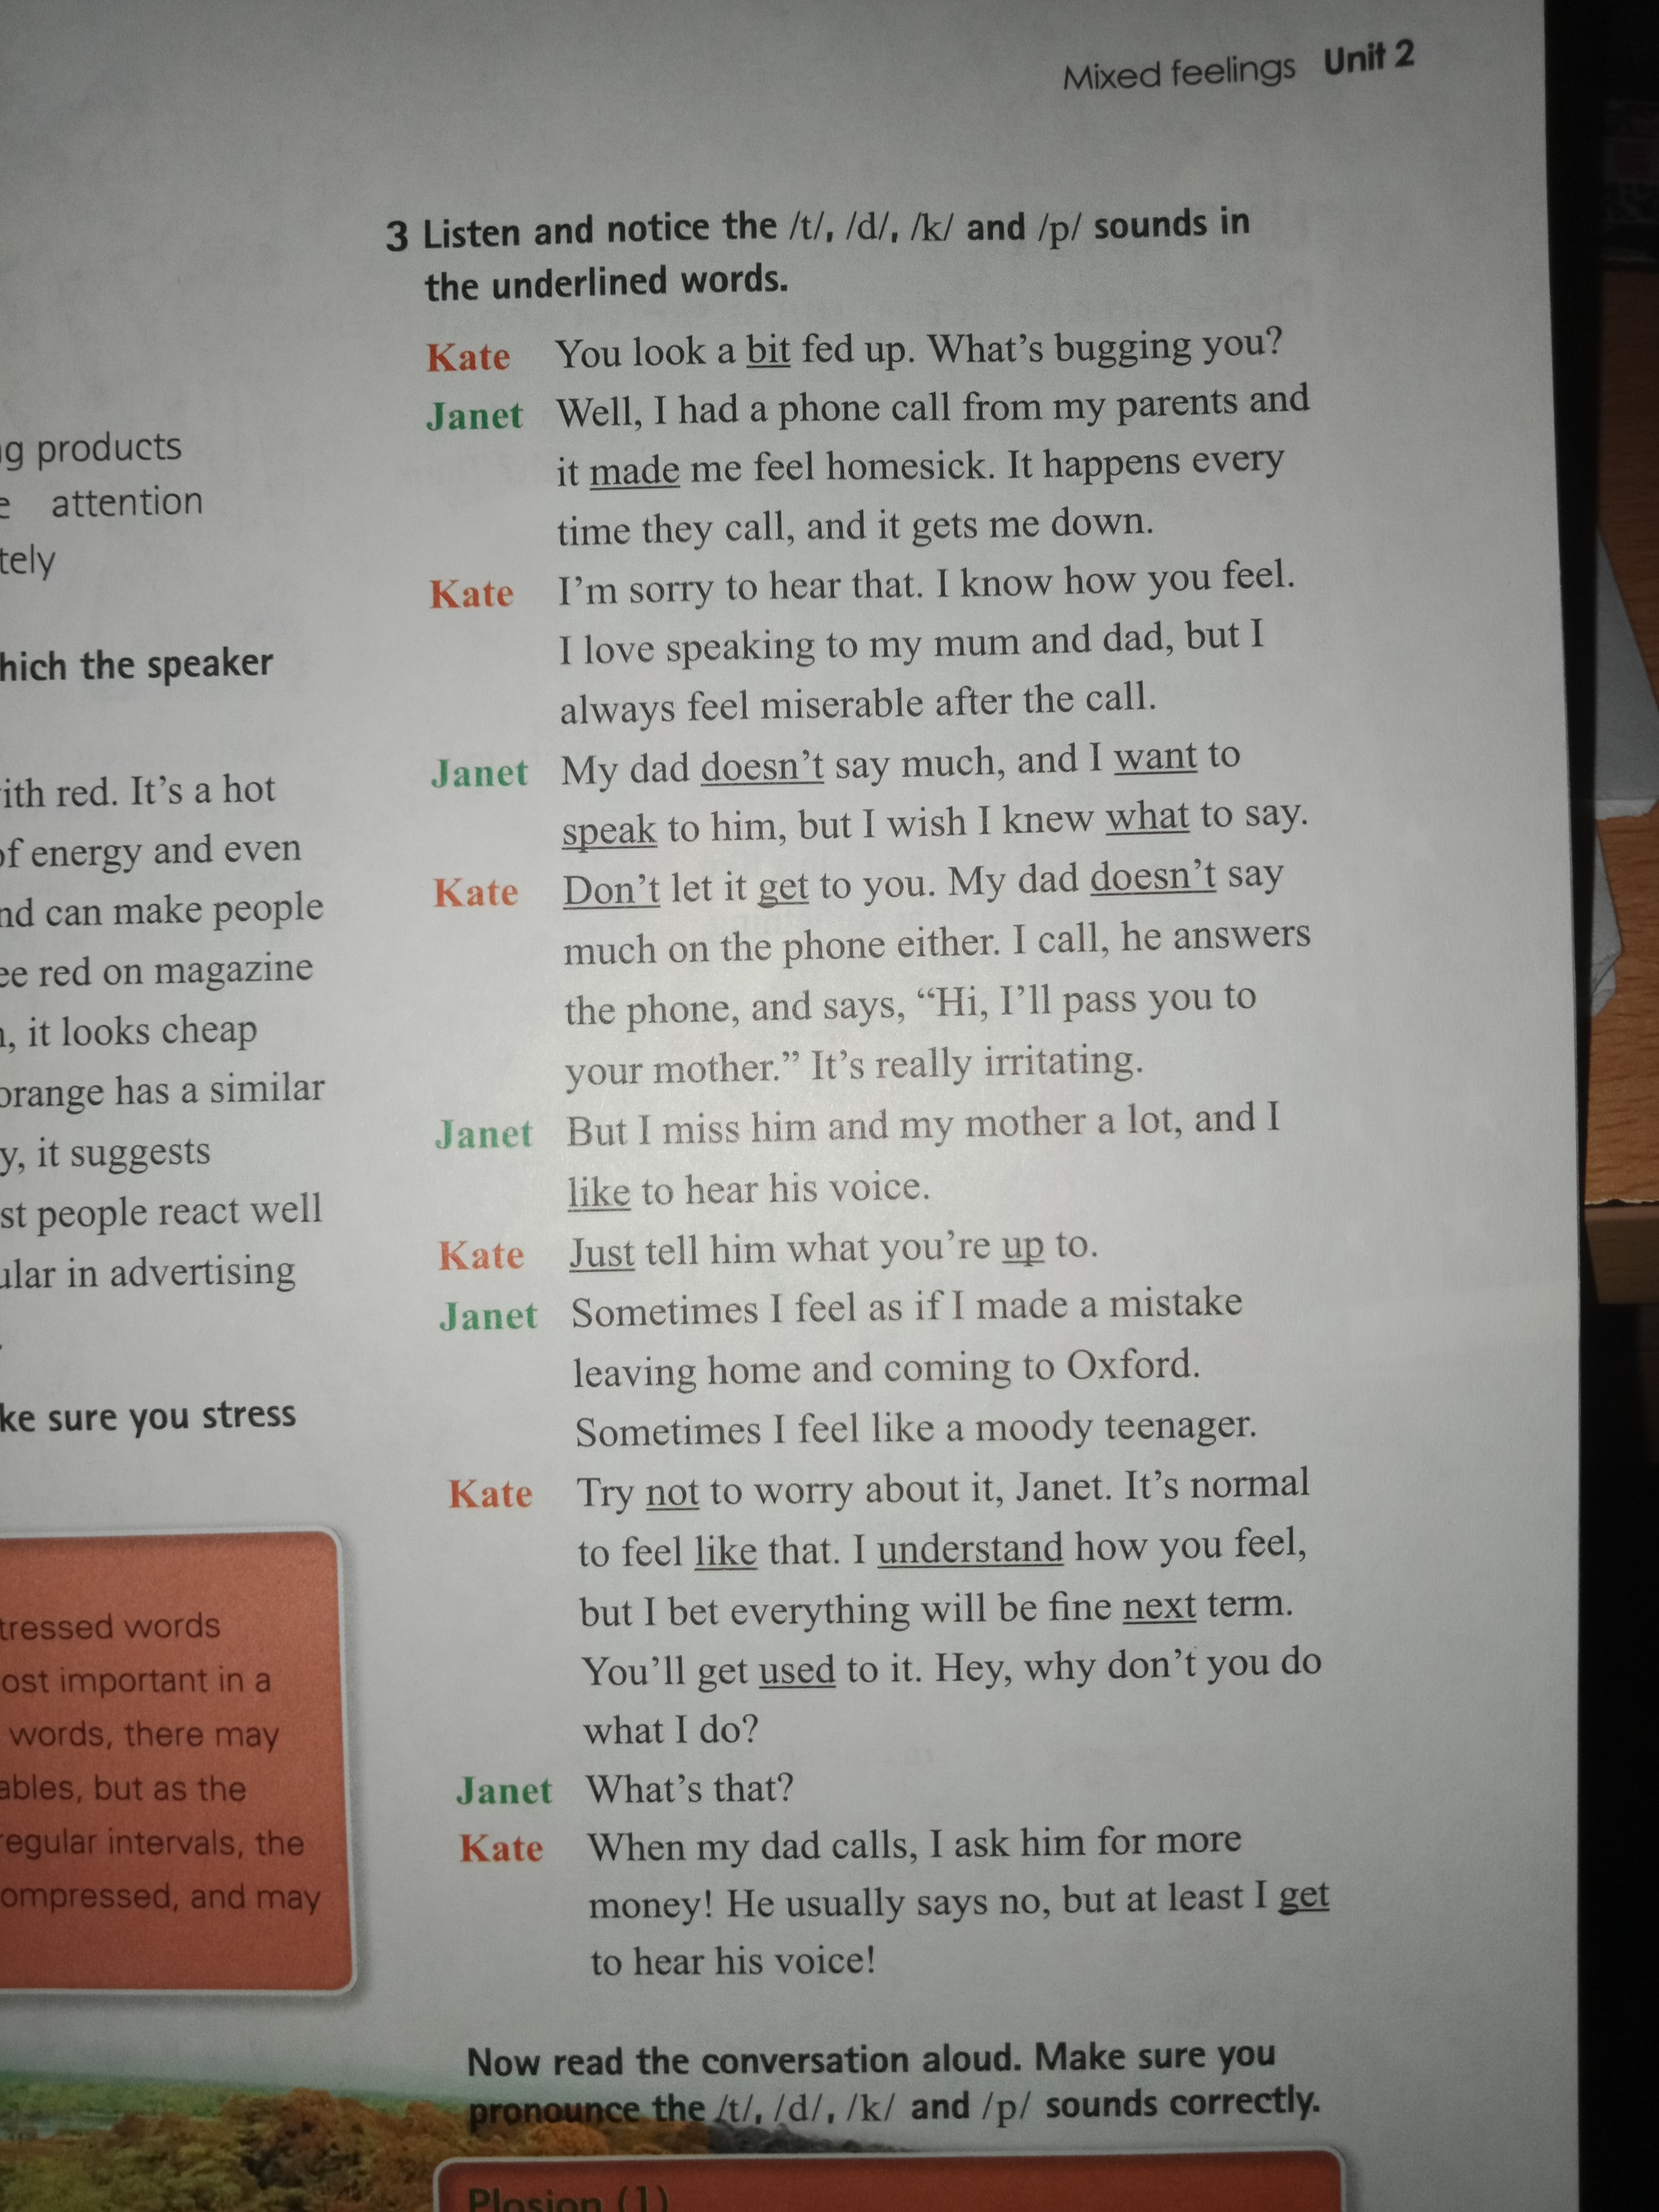 Mixed feelings Unit 2
products
attention
the speaker
red. It's a hot
energy and even
can make people
red on magazine
it looks cheap
orange has a similar
it suggests
people react well
in advertising
sure you stress
words
important in a
words, there may
but as the
regular intervals, the
and may
3 Listen and notice the /t/, /d/, /k/ and /p/ sounds in
the underlined words.
Kate You look a bit fed up. What's bugging you?
Janet Well, I had a phone call from my parents and
it made me feel homesick. It happens every
time they call, and it gets me down.
Kate I'm sorry to hear that. I know how you feel.
I love speaking to my mum and dad, but I
always feel miserable after the call.
Janet My dad doesn't say much, and I want to
speak to him, but I wish I knew what to say.
Kate Don't let it get to you. My dad doesn't say
much on the phone either. I call, he answers
the phone, and says, “Hi, I'll pass you to
your mother.” It's really irritating.
Janet But I miss him and my mother a lot, and I
like to hear his voice.
Kate Just tell him what you're up to.
Janet Sometimes I feel as if I made a mistake
leaving home and coming to Oxford.
Sometimes I feel like a moody teenager.
Kate Try not to worry about it, Janet. It's normal
to feel like that. I understand how you feel,
but I bet everything will be fine next term.
You'll get used to it. Hey, why don't you do
what I do?
Janet What's that?
Kate When my dad calls, I ask him for more
money! He usually says no, but at least I get
to hear his voice!
Now read the conversation aloud. Make sure you
pronounce the /t/, /d/, /k/ and /p/ sounds correctly.
Plosion (1)